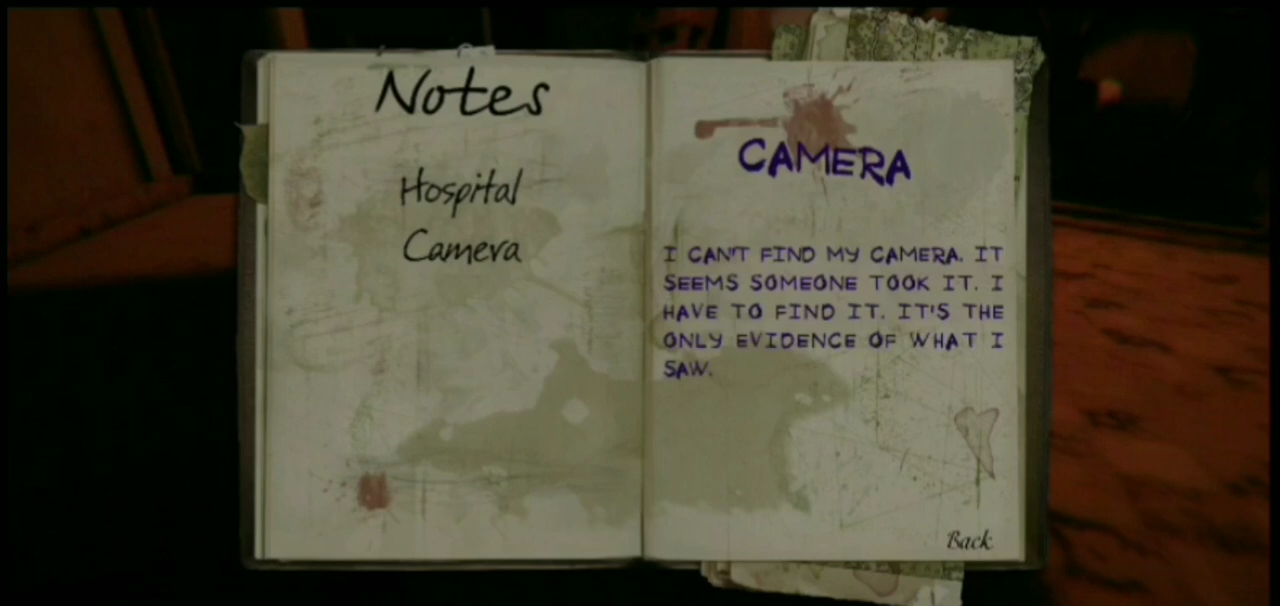 Notes
Hospital
Camera
CAMERA
I CAN'T FIND MY CAMERA. IT
SEEMS SOMEONE TOOK IT. I
HAVE TO FIND IT. IT'S THE
ONLY EVIDENCE OF WHAT I
SAW.
Back